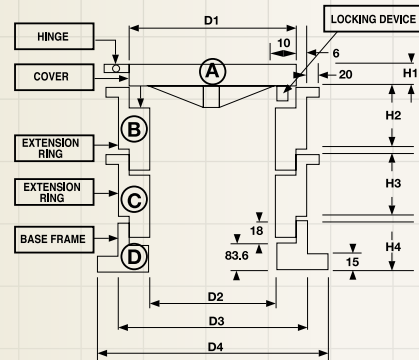 D1
LOCKING DEVICE
HINGE
10
6
COVER
A
20
H1
B
H2
EXTENSION
RING
EXTENSION
RING
C
H3
BASE FRAME
18
D
83.6
15
H4
D2
D3
D4